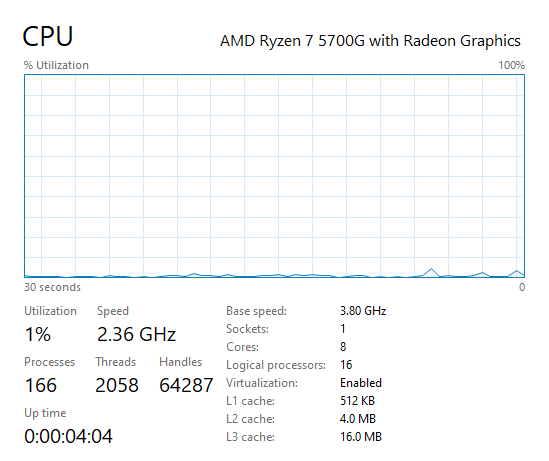 CPU AMD Ryzen 7 5700G with Radeon Graphics
% Utilization 100%
30 seconds 0
Utilization Speed
1% 2.36 GHz
Processes Threads Handles
166 2058 64287
Up time
0:00:04:04
Base speed: 3.80 GHz
Sockets: 1
Cores: 8
Logical processors: 16
Virtualization: Enabled
L1 cache: 512 KB
L2 cache: 4.0 MB
L3 cache: 16.0 MB